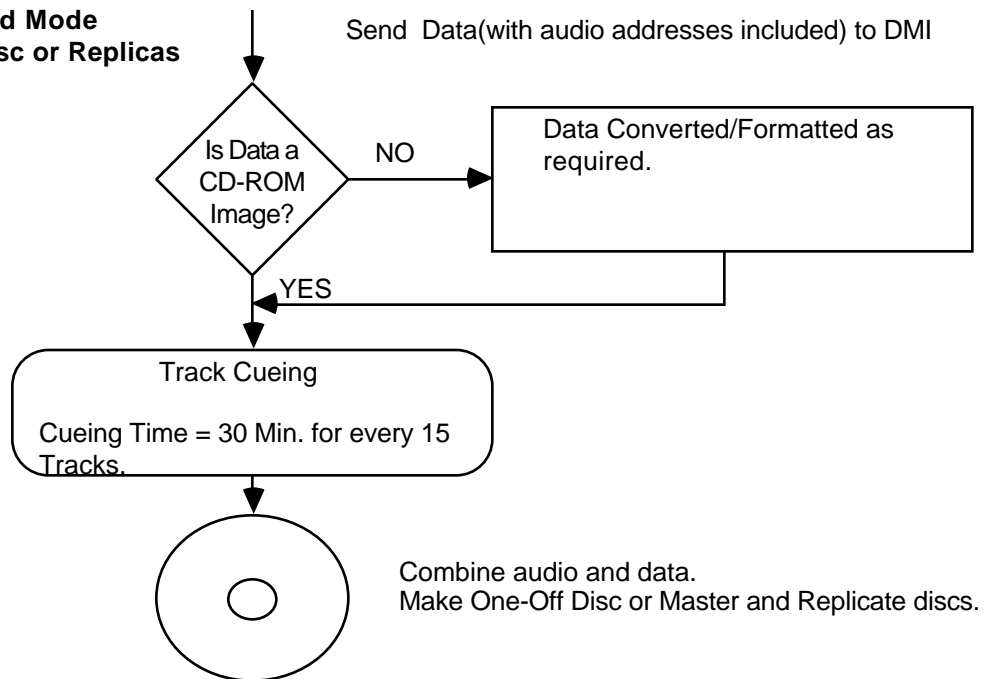 d Mode
sc or Replicas
Send Data(with audio addresses included) to DMI
Is Data a
CD-ROM
Image?
NO
Data Converted/Formatted as
required.
YES
Track Cueing
Cueing Time = 30 Min. for every 15
Tracks.
Combine audio and data.
Make One-Off Disc or Master and Replicate discs.